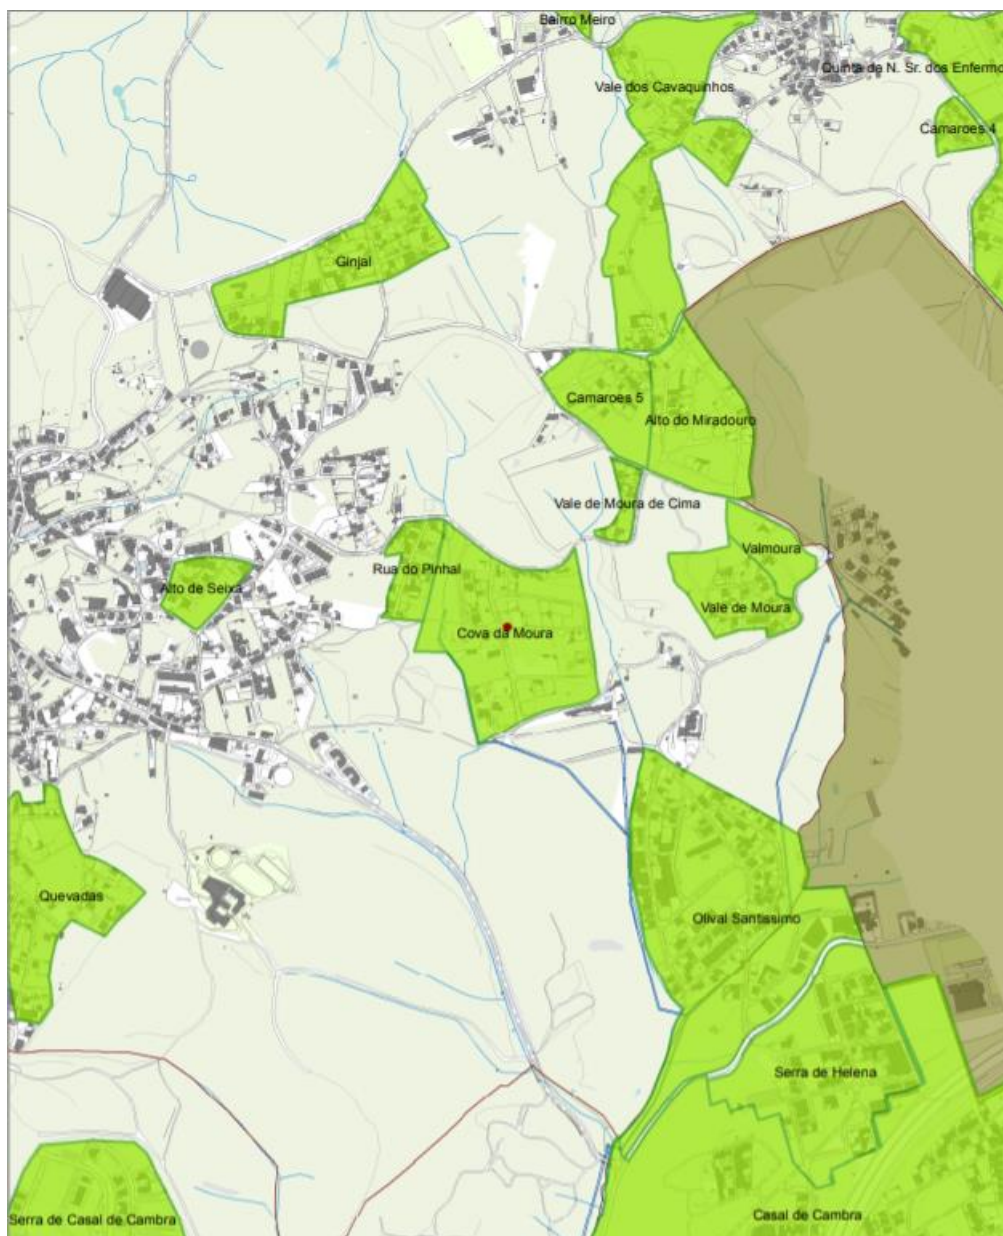 Bairro Meiro
Quinta de N. Sr. dos Enfermo
Vale dos Cavaquinhos
Camaroes 4
Ginjal
Camaroes 5
Alto do Miradouro
Vale de Moura de Cima
Valmoura
Rua do Pinhal
Alto de Seixa
Vale de Moura
Cova da Moura
Quevadas
Olival Santissimo
Serra de Helena
Serra de Casal de Cambra
Casal de Cambra